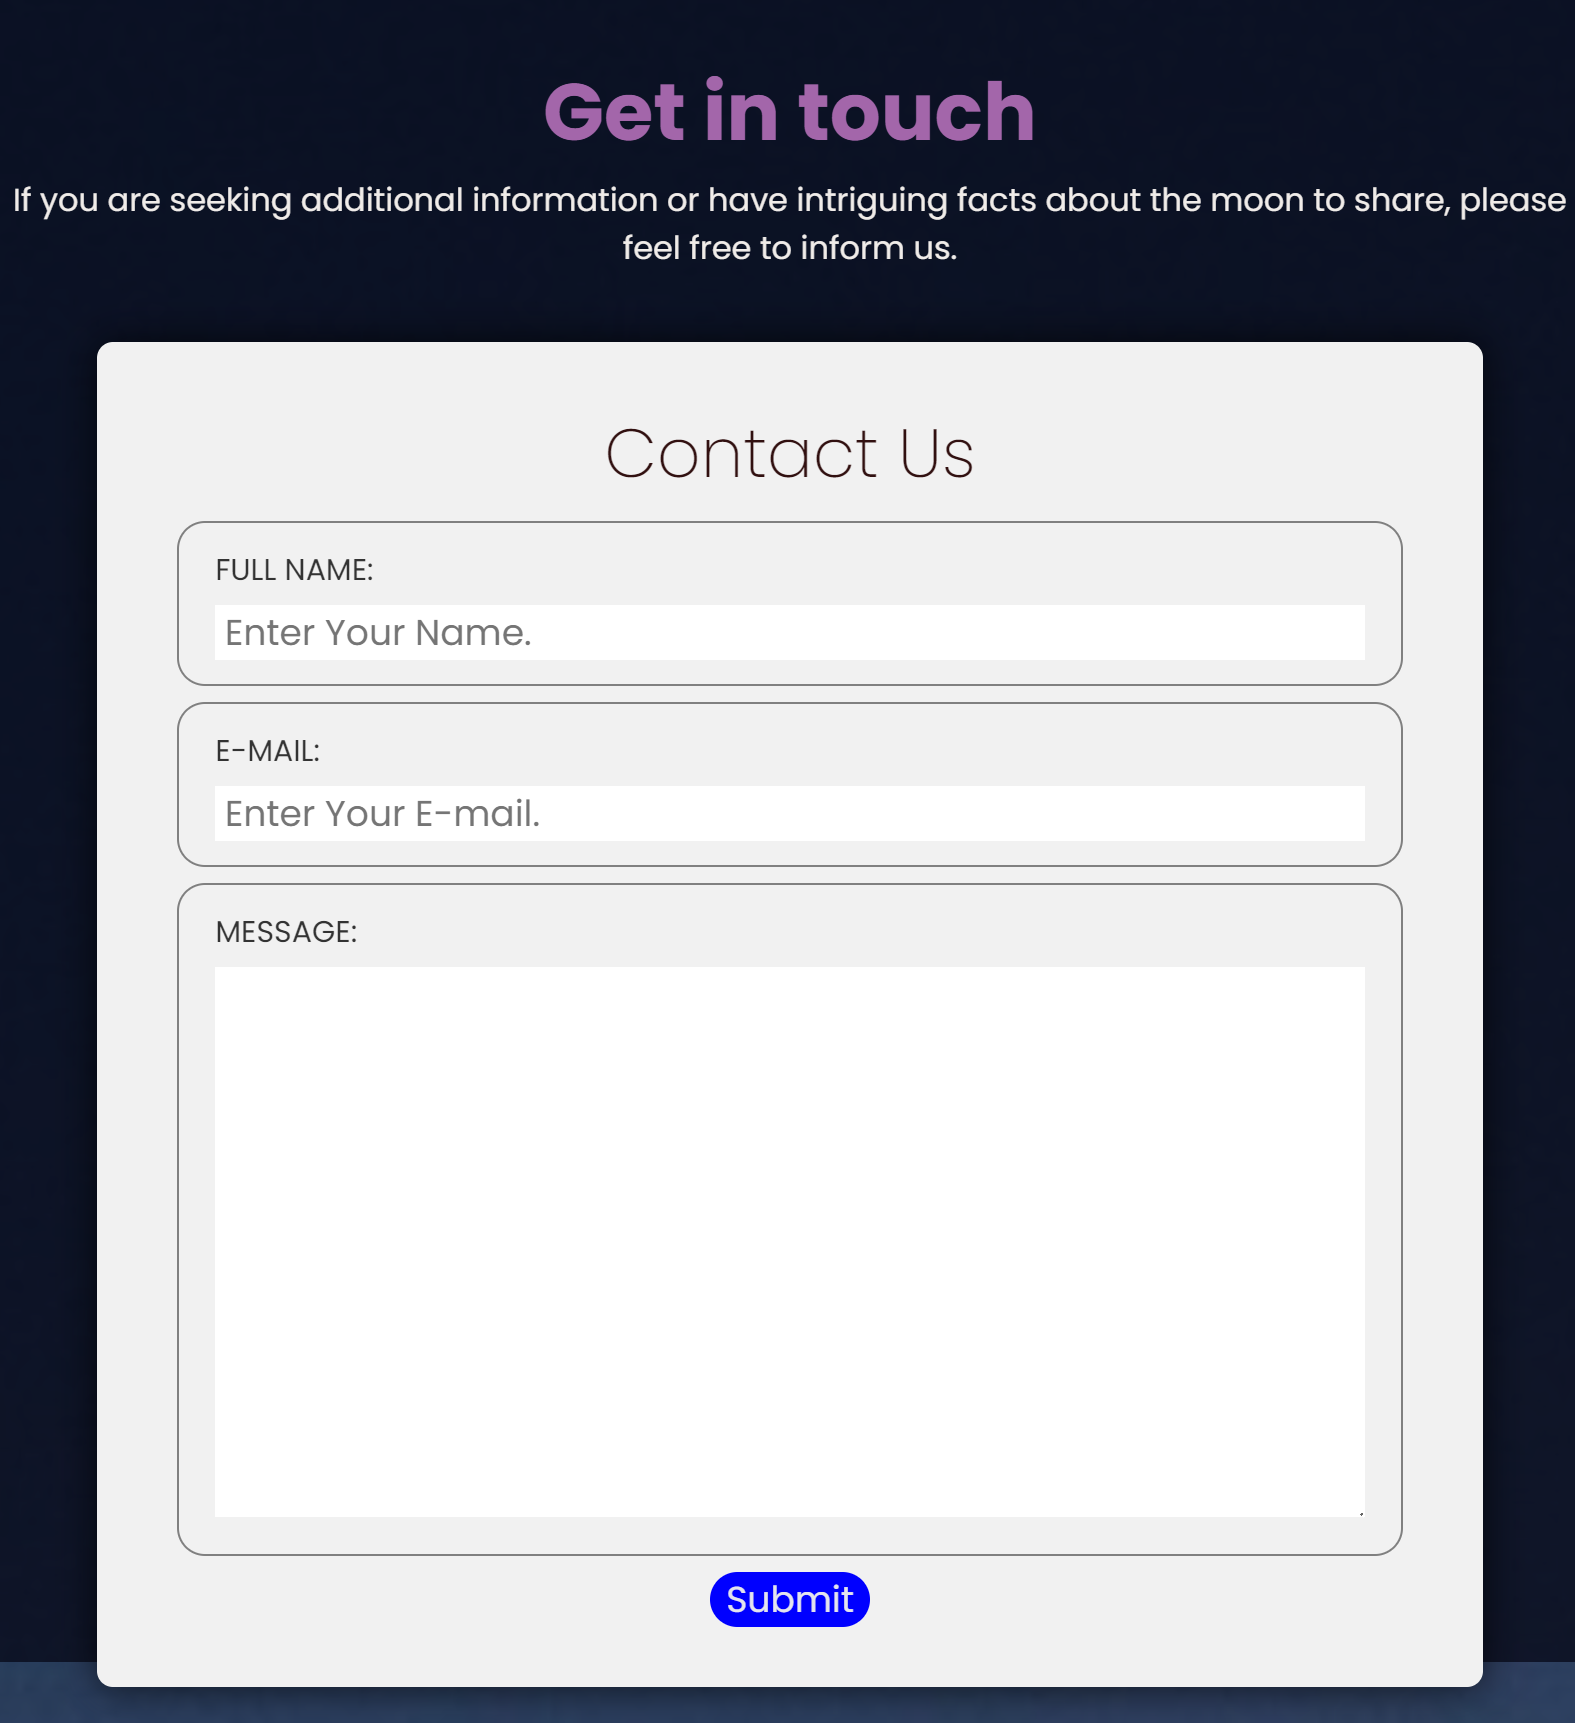 Get in touch
If you are seeking additional information or have intriguing facts about the moon to share, please
feel free to inform us.
Contact Us
FULL NAME:
Enter Your Name.
E-MAIL:
Enter Your E-mail.
MESSAGE:
Submit